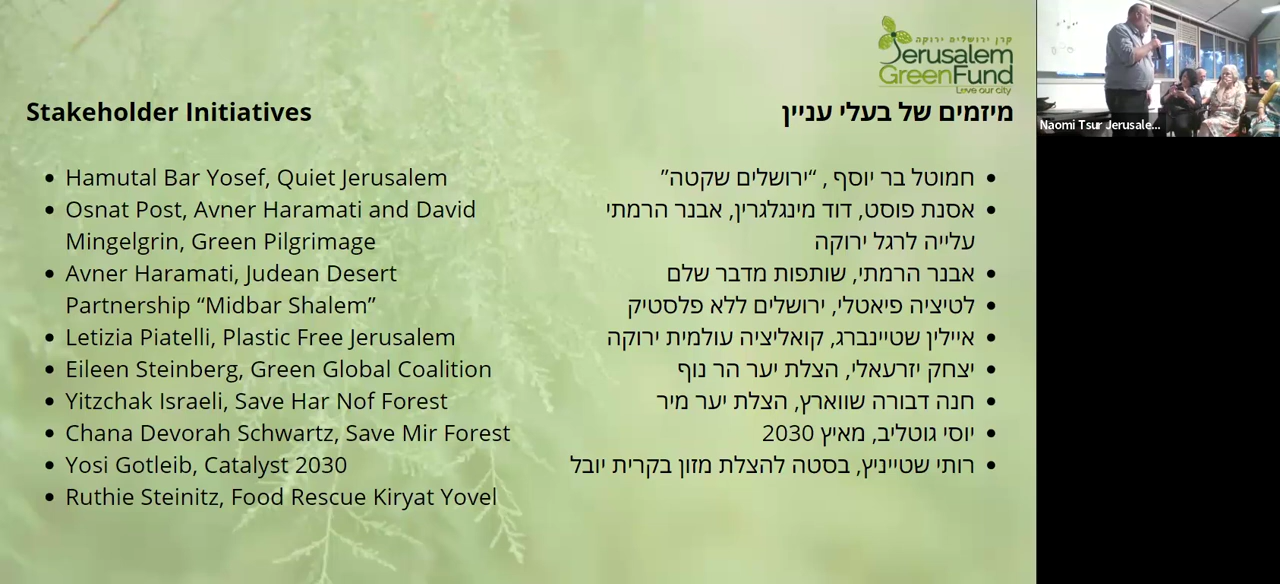 קרן ירושליה ירוקה
Jerusalem
GreenFund
Love our city
Stakeholder Initiatives
• Hamutal Bar Yosef, Quiet Jerusalem
• Osnat Post, Avner Haramati and David
Mingelgrin, Green Pilgrimage
• Avner Haramati, Judean Desert
Partnership “Midbar Shalem”
• Letizia Piatelli, Plastic Free Jerusalem
• Eileen Steinberg, Green Global Coalition
• Yitzchak Israeli, Save Har Nof Forest
• Chana Devorah Schwartz, Save Mir Forest
• Yosi Gotleib, Catalyst 2030
• Ruthie Steinitz, Food Rescue Kiryat Yovel
מיזמים של בעלי עניין
• חמוטל בר יוסף , “ירושלים שקטה”
• אסנת פוסט, דוד מינגלגרין, אבנר הרמתי
עלייה לרגל ירוקה
• אבנר הרמתי, שותפות מדבר שלם
• לטיציה פיאטלי, ירושלים ללא פלסטיק
• איילין שטיינברג, קואליציה עולמית ירוקה
• יצחק יזרעאלי, הצלת יער הר נוף
• חנה דבורה שווארץ, הצלת יער מיר
• יוסי גוטליב, מאיץ 2030
• רותי שטייניץ, בסטה להצלת מזון בקרית יובל
Naomi Tsur Jerusale...